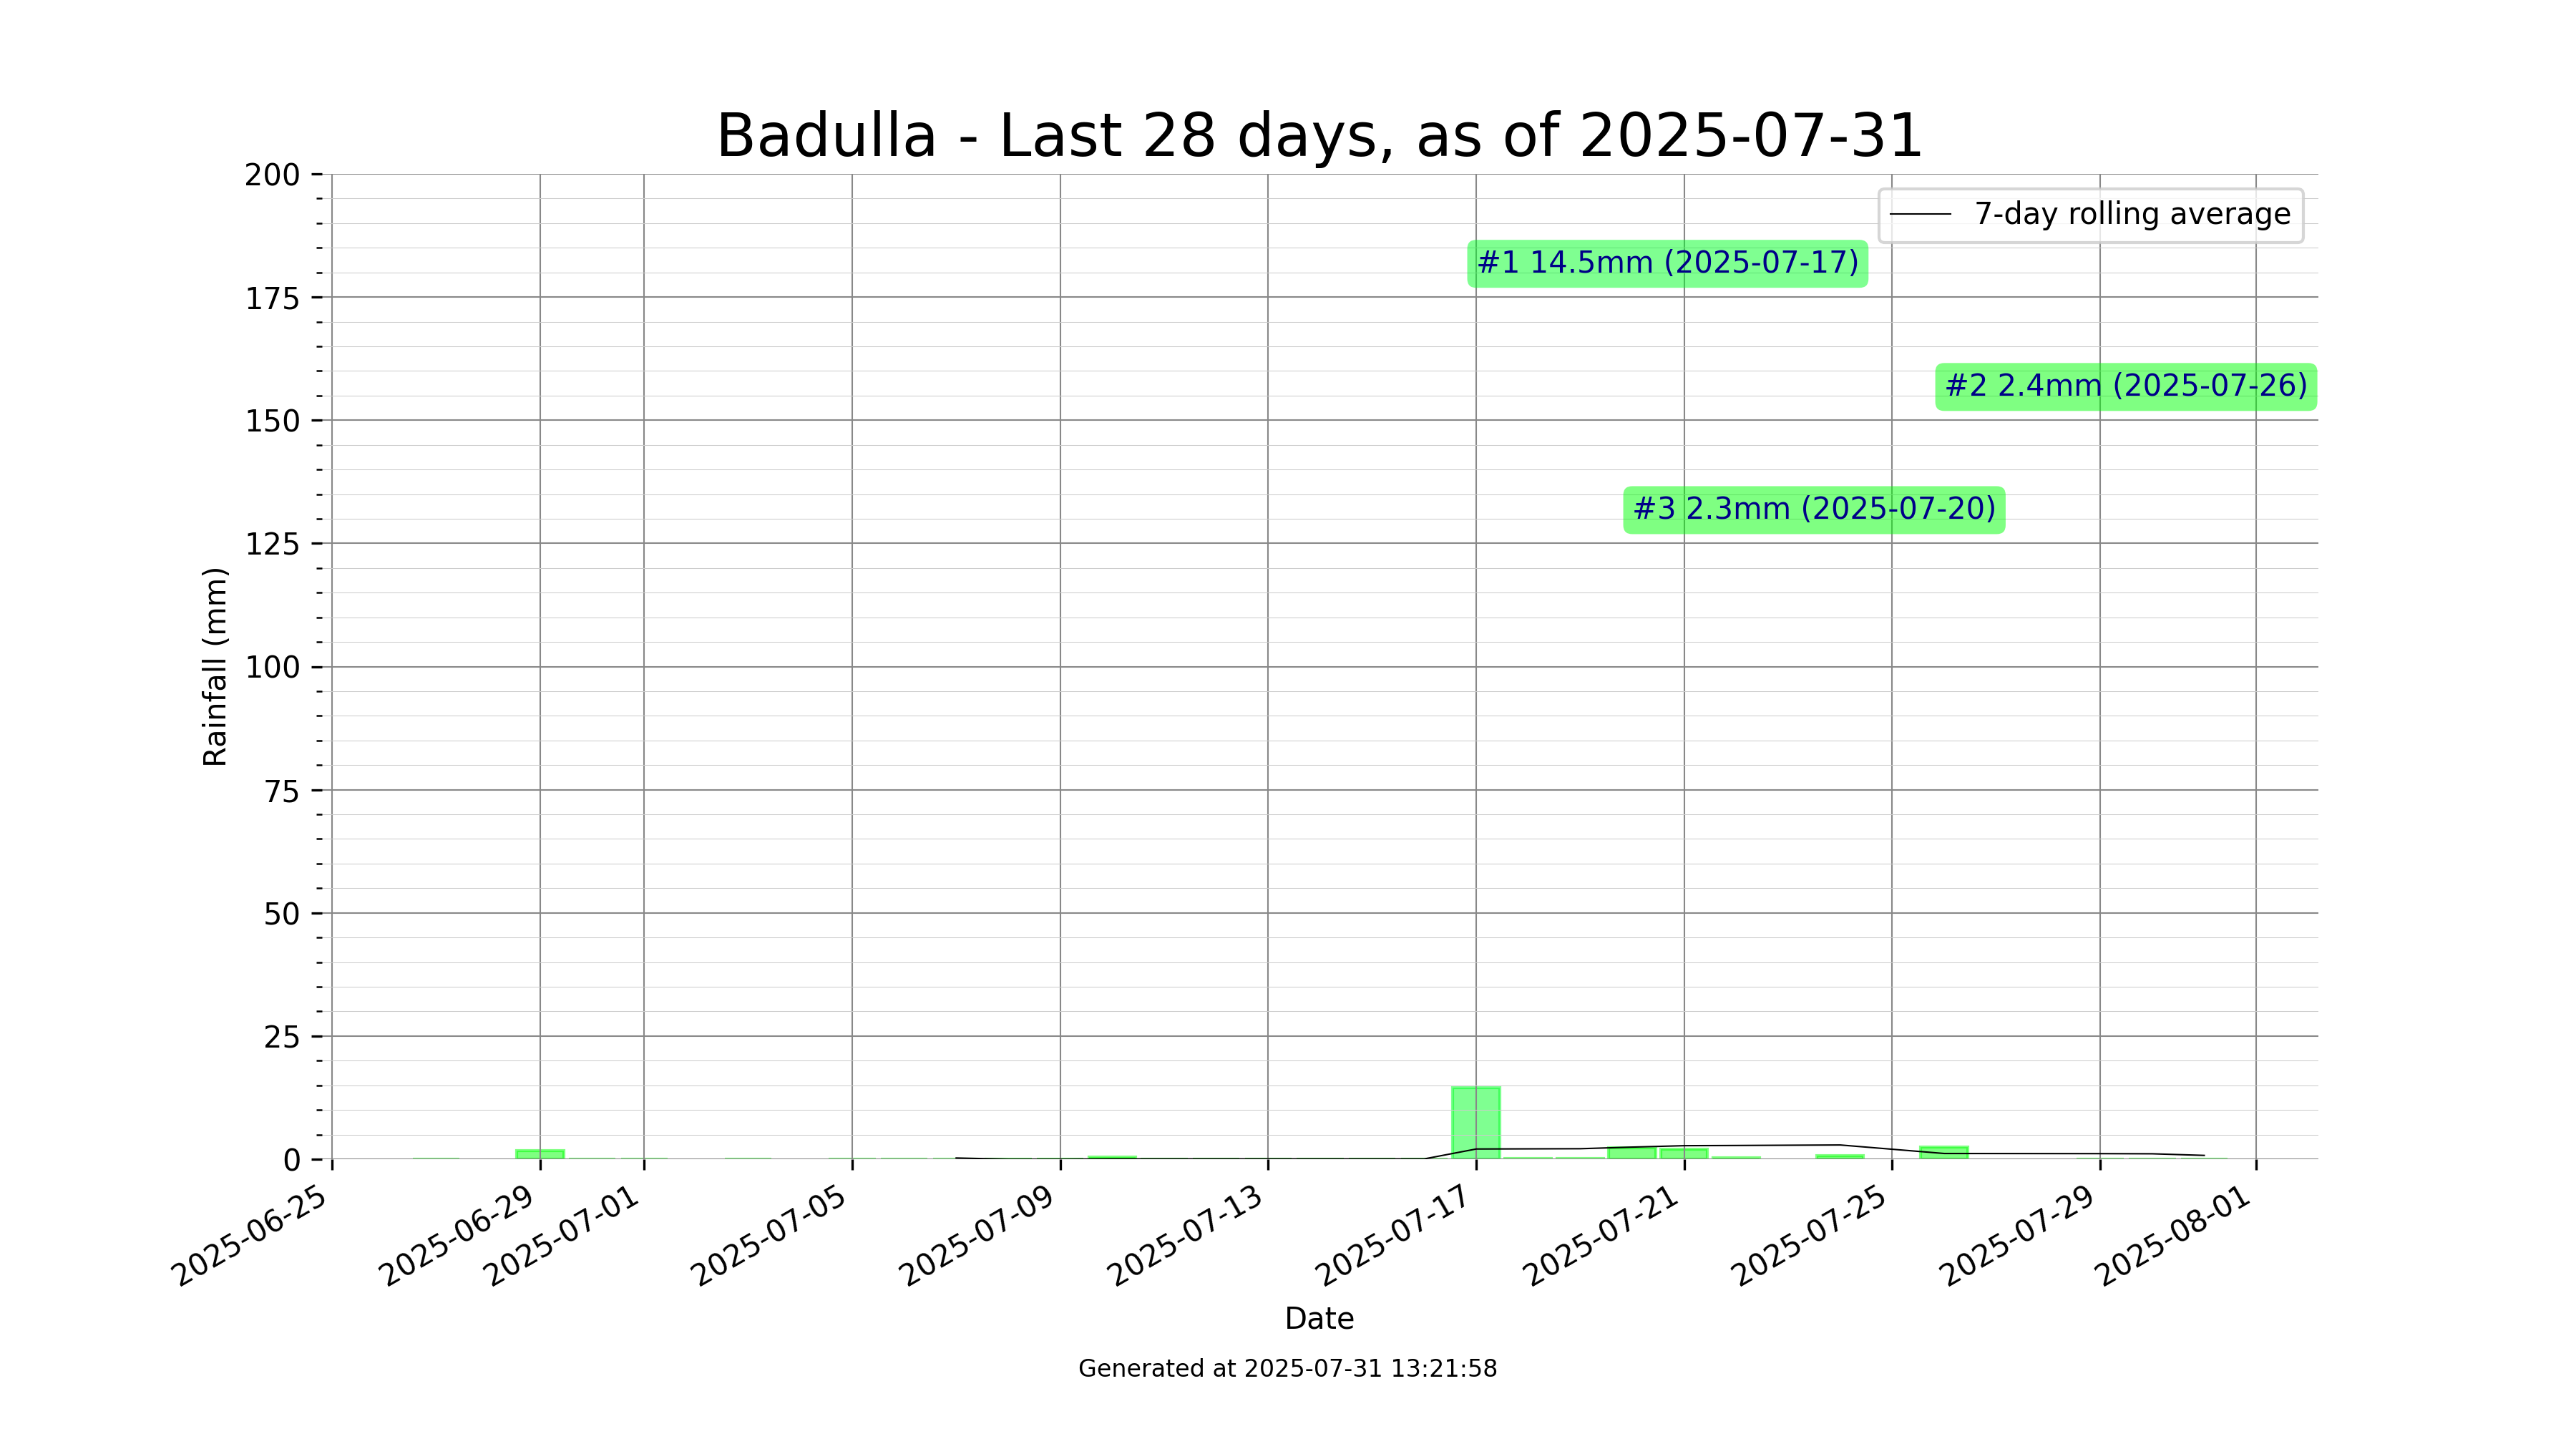 Badulla - Last 28 days, as of 2025-07-31
200
175
150
125
100
75
50
25
0
Rainfall (mm)
7-day rolling average
#1 14.5mm (2025-07-17)
#2 2.4mm (2025-07-26)
#3 2.3mm (2025-07-20)
2025-06-25
2025-06-29
2025-07-01
2025-07-05
2025-07-09
2025-07-13
2025-07-17
2025-07-21
2025-07-25
2025-07-29
2025-08-01
Date
Generated at 2025-07-31 13:21:58